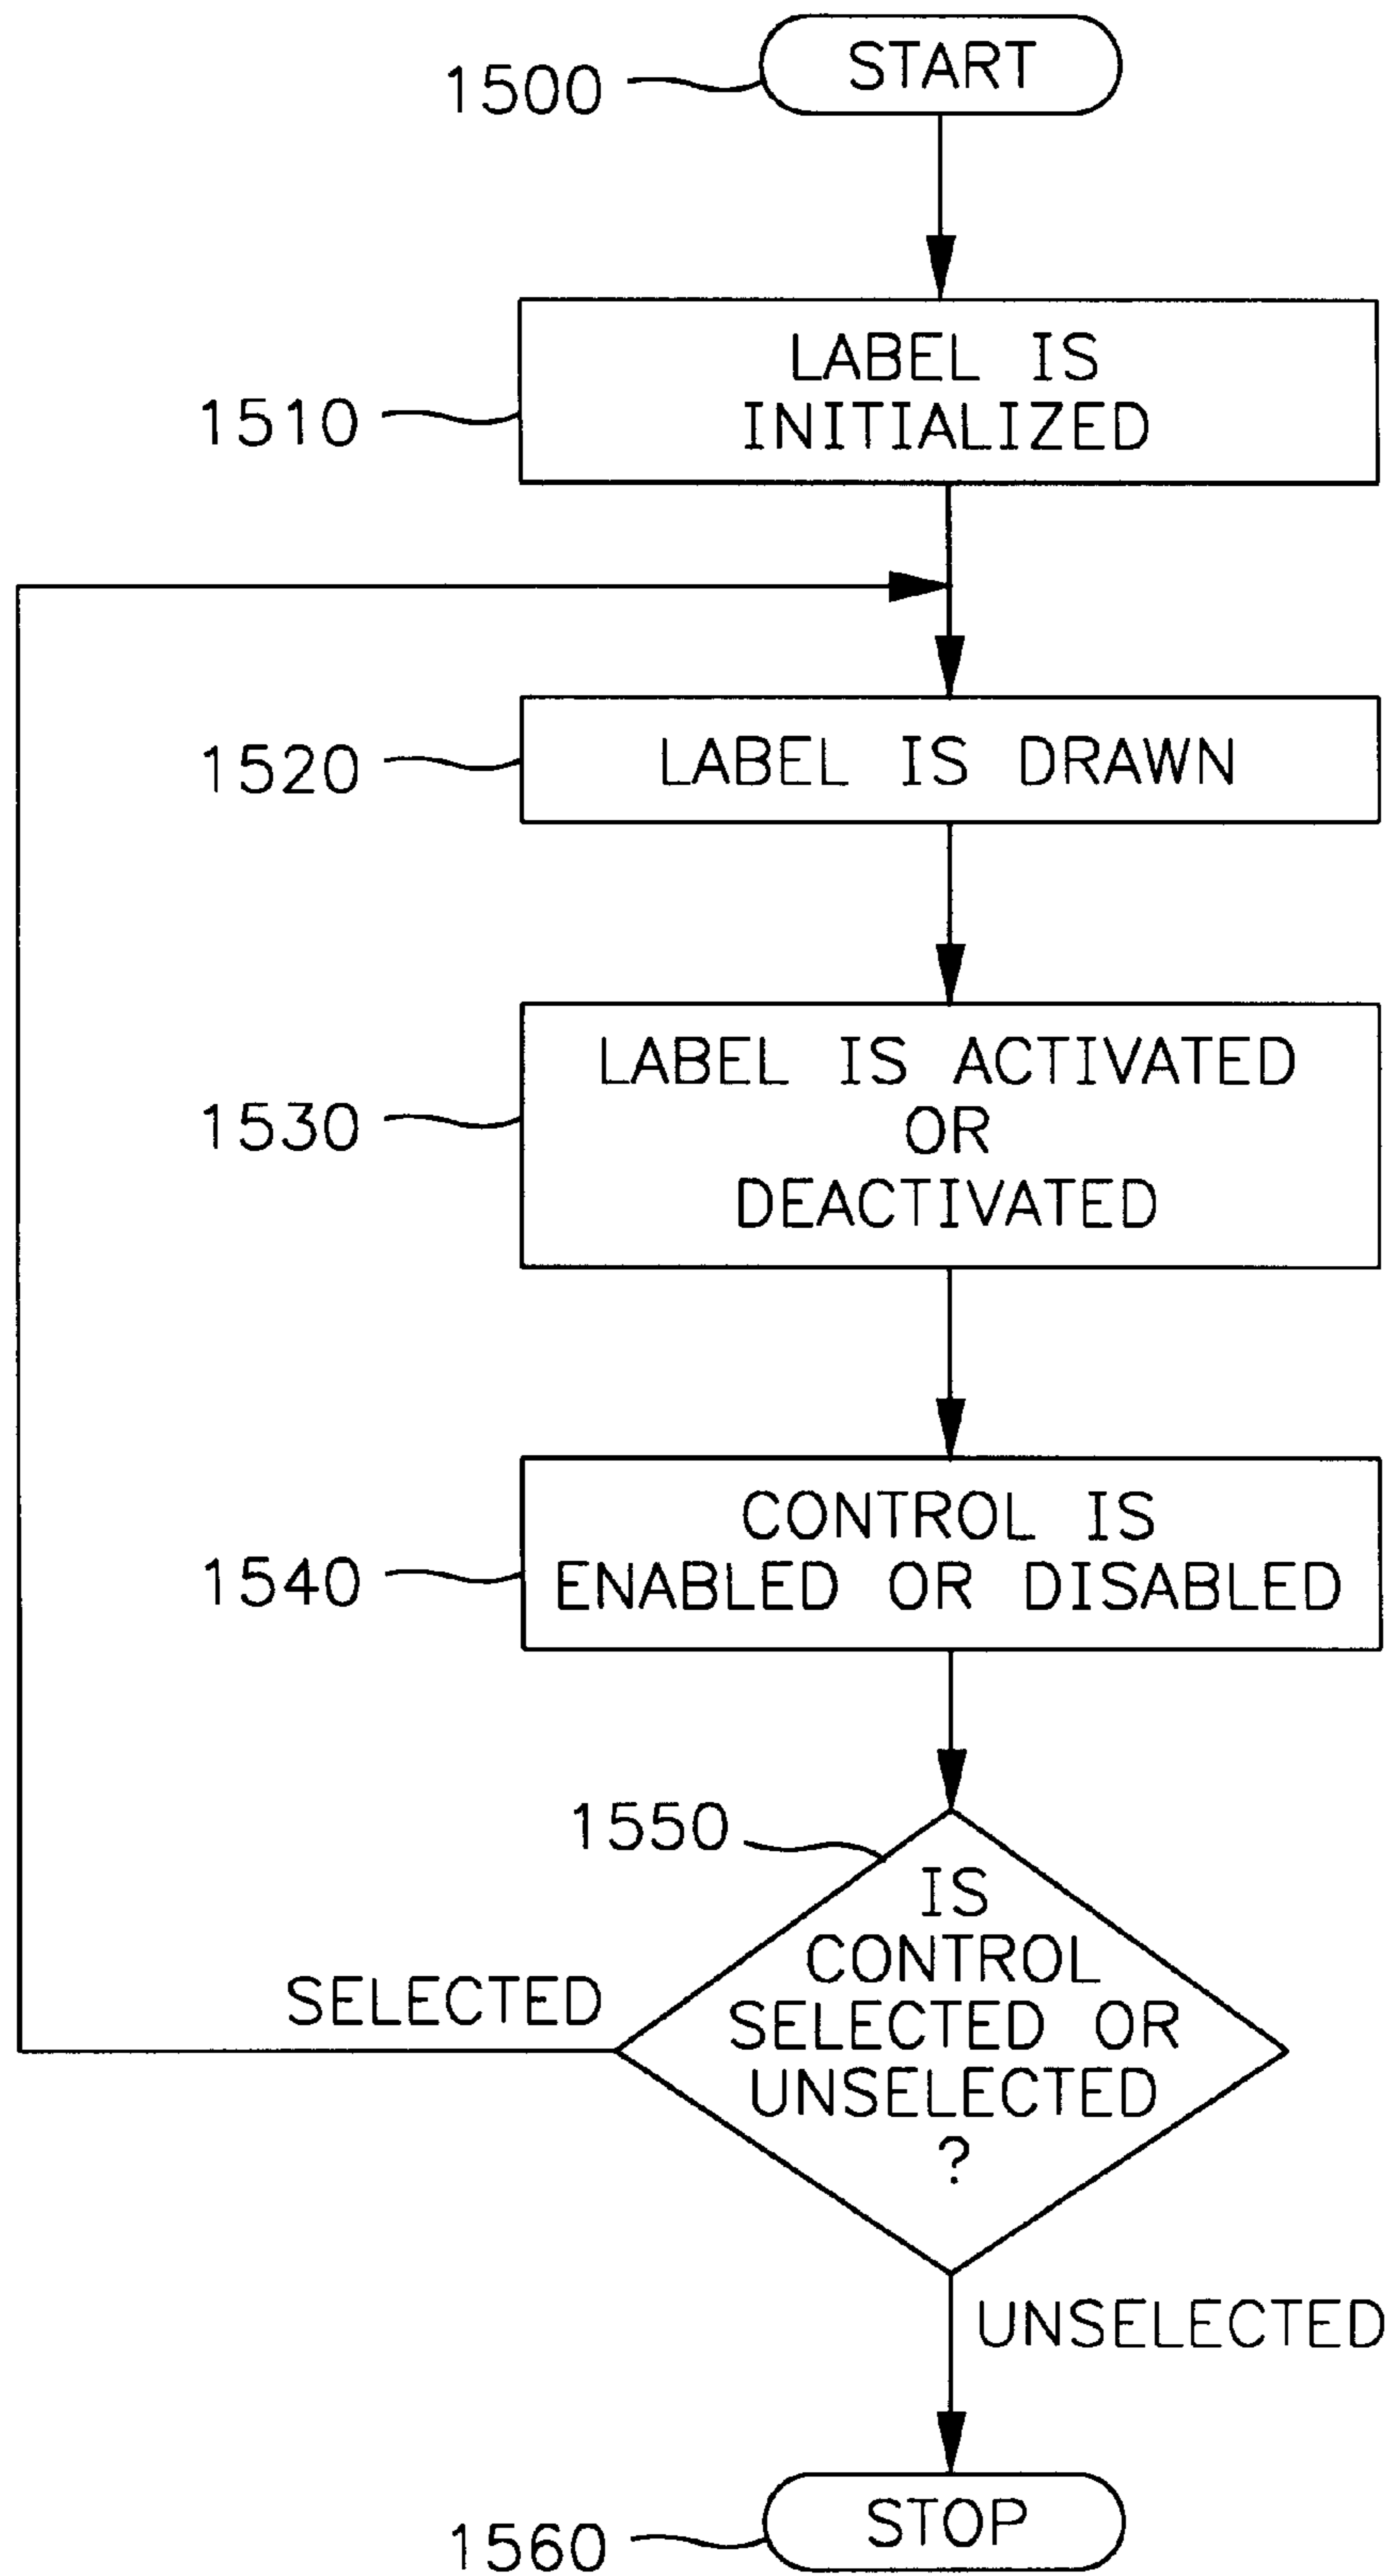 1500
START
1510
LABEL IS
INITIALIZED
1520
LABEL IS DRAWN
1530
LABEL IS ACTIVATED
OR
DEACTIVATED
1540
CONTROL IS
ENABLED OR DISABLED
1550
IS
CONTROL
SELECTED OR
UNSELECTED
?
SELECTED
UNSELECTED
1560
STOP